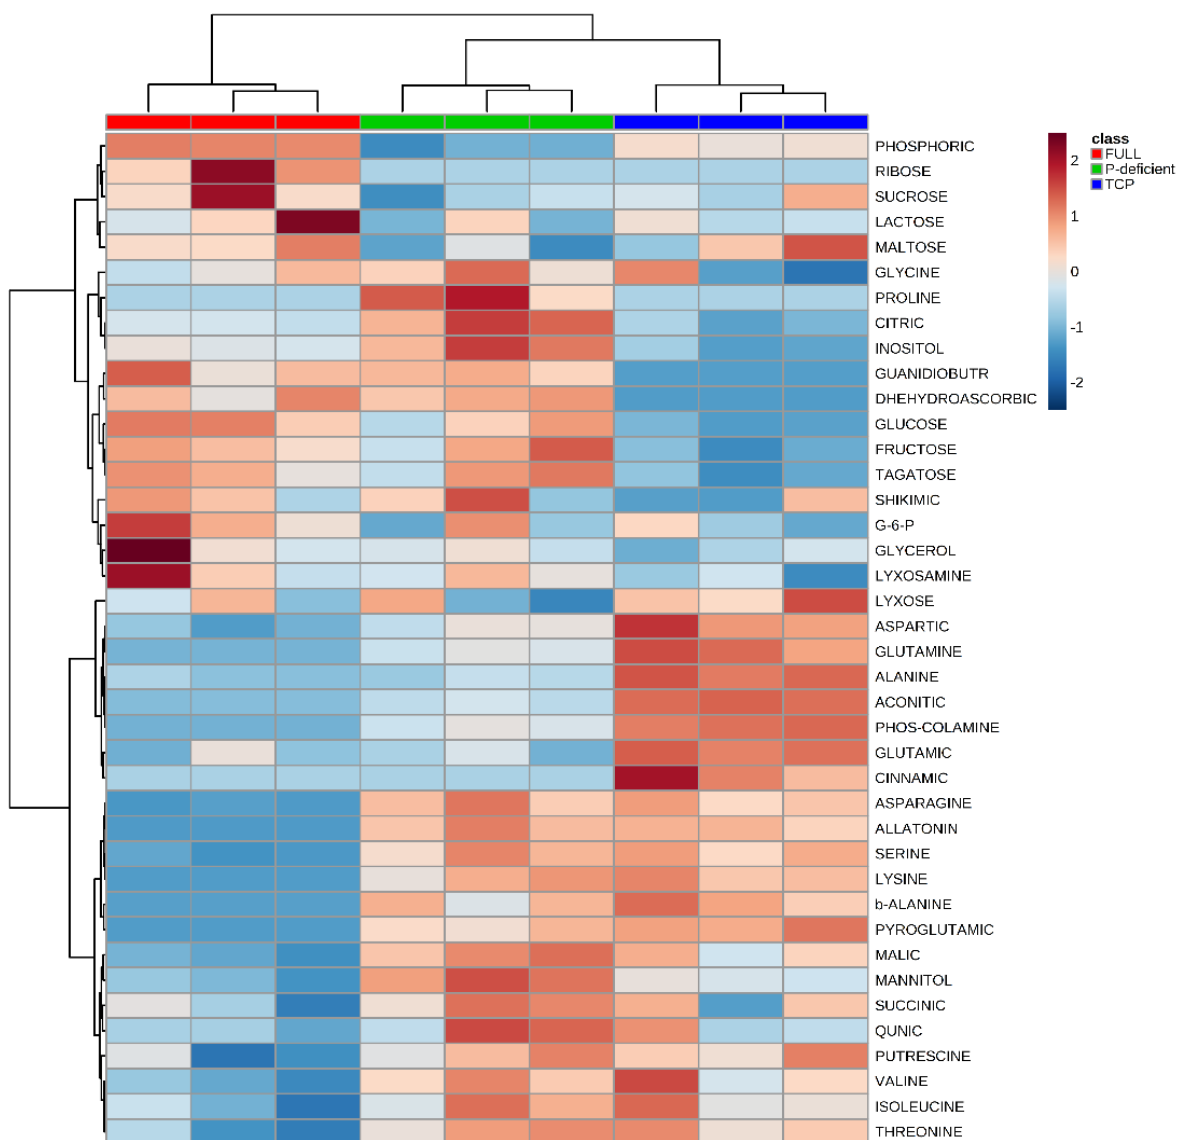 PHOSPHORIC
RIBOSE
SUCROSE
LACTOSE
MALTOSE
GLYCINE
PROLINE
CITRIC
INOSITOL
GUANIDIOBUTR
DHEHYDROASCORBIC
GLUCOSE
FRUCTOSE
TAGATOSE
SHIKIMIC
G-6-P
GLYCEROL
LYXOSAMINE
LYXOSE
ASPARTIC
GLUTAMINE
ALANINE
ACONITIC
PHOS-COLAMINE
GLUTAMIC
CINNAMIC
ASPARAGINE
ALLATONIN
SERINE
LYSINE
b-ALANINE
PYROGLUTAMIC
MALIC
MANNITOL
SUCCINIC
QUNIC
PUTRESCINE
VALINE
ISOLEUCINE
THREONINE
2
1
0
-1
-2
class
FULL
P-deficient
TCP